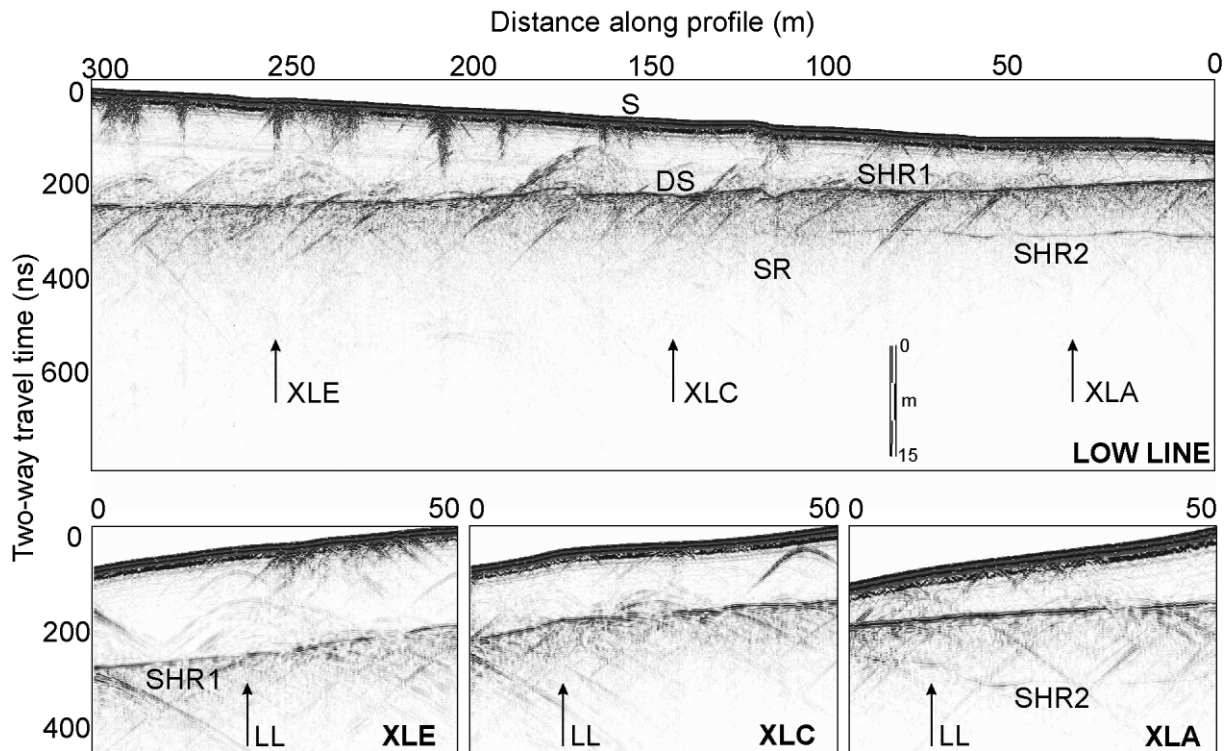 Distance along profile (m)
300 250 200 150 100 50 0
0
S
SHR1
200
DS
SHR2
SR
400
Two-way travel time (ns)
600
XLE
XLC
XLA
0
m
15
LOW LINE
0 50 0 50 0 50
0
200
SHR1
SHR2
400
LL
XLE
LL
XLC
LL
XLA